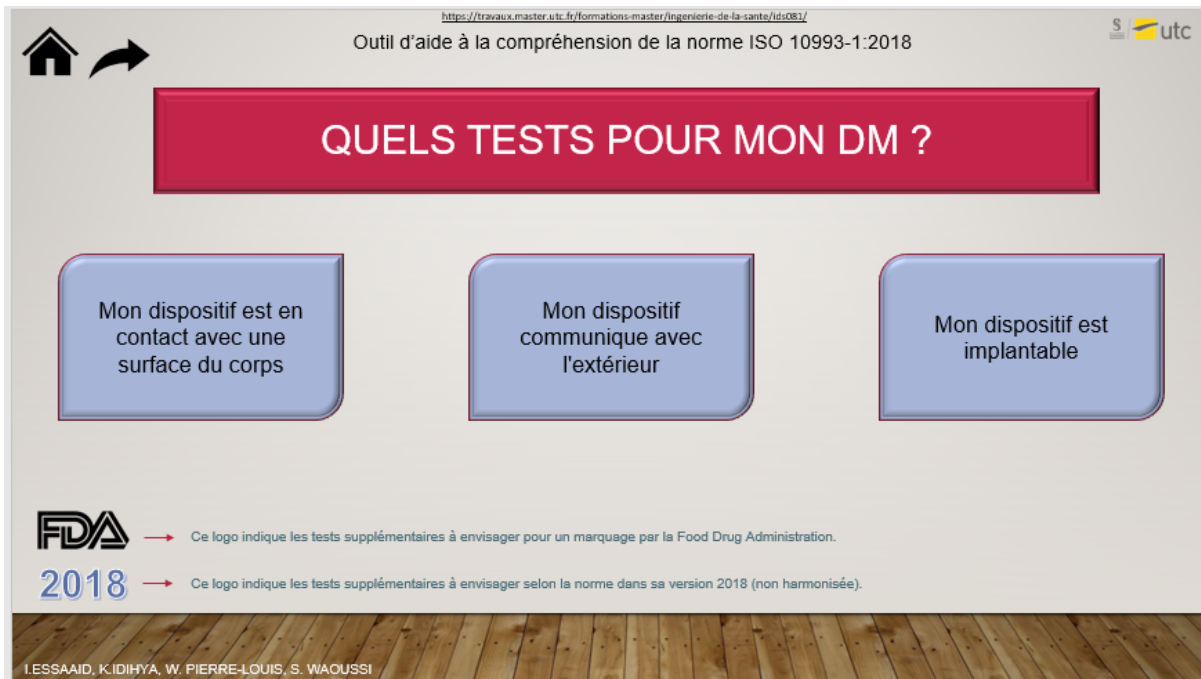 https://travaux.master.utc.fr/formations-master/ingenierie-de-la-sante/ids081/
Outil d'aide à la compréhension de la norme ISO 10993-1:2018
S utc
QUELS TESTS POUR MON DM ?
Mon dispositif est en
contact avec une
surface du corps
Mon dispositif
communique avec
l'extérieur
Mon dispositif est
implantable
FDA
Ce logo indique les tests supplémentaires à envisager pour un marquage par la Food Drug Administration.
2018
Ce logo indique les tests supplémentaires à envisager selon la norme dans sa version 2018 (non harmonisée).
I.ESSAAID, K.IDIHYA, W. PIERRE-LOUIS, S. WAOUSSI